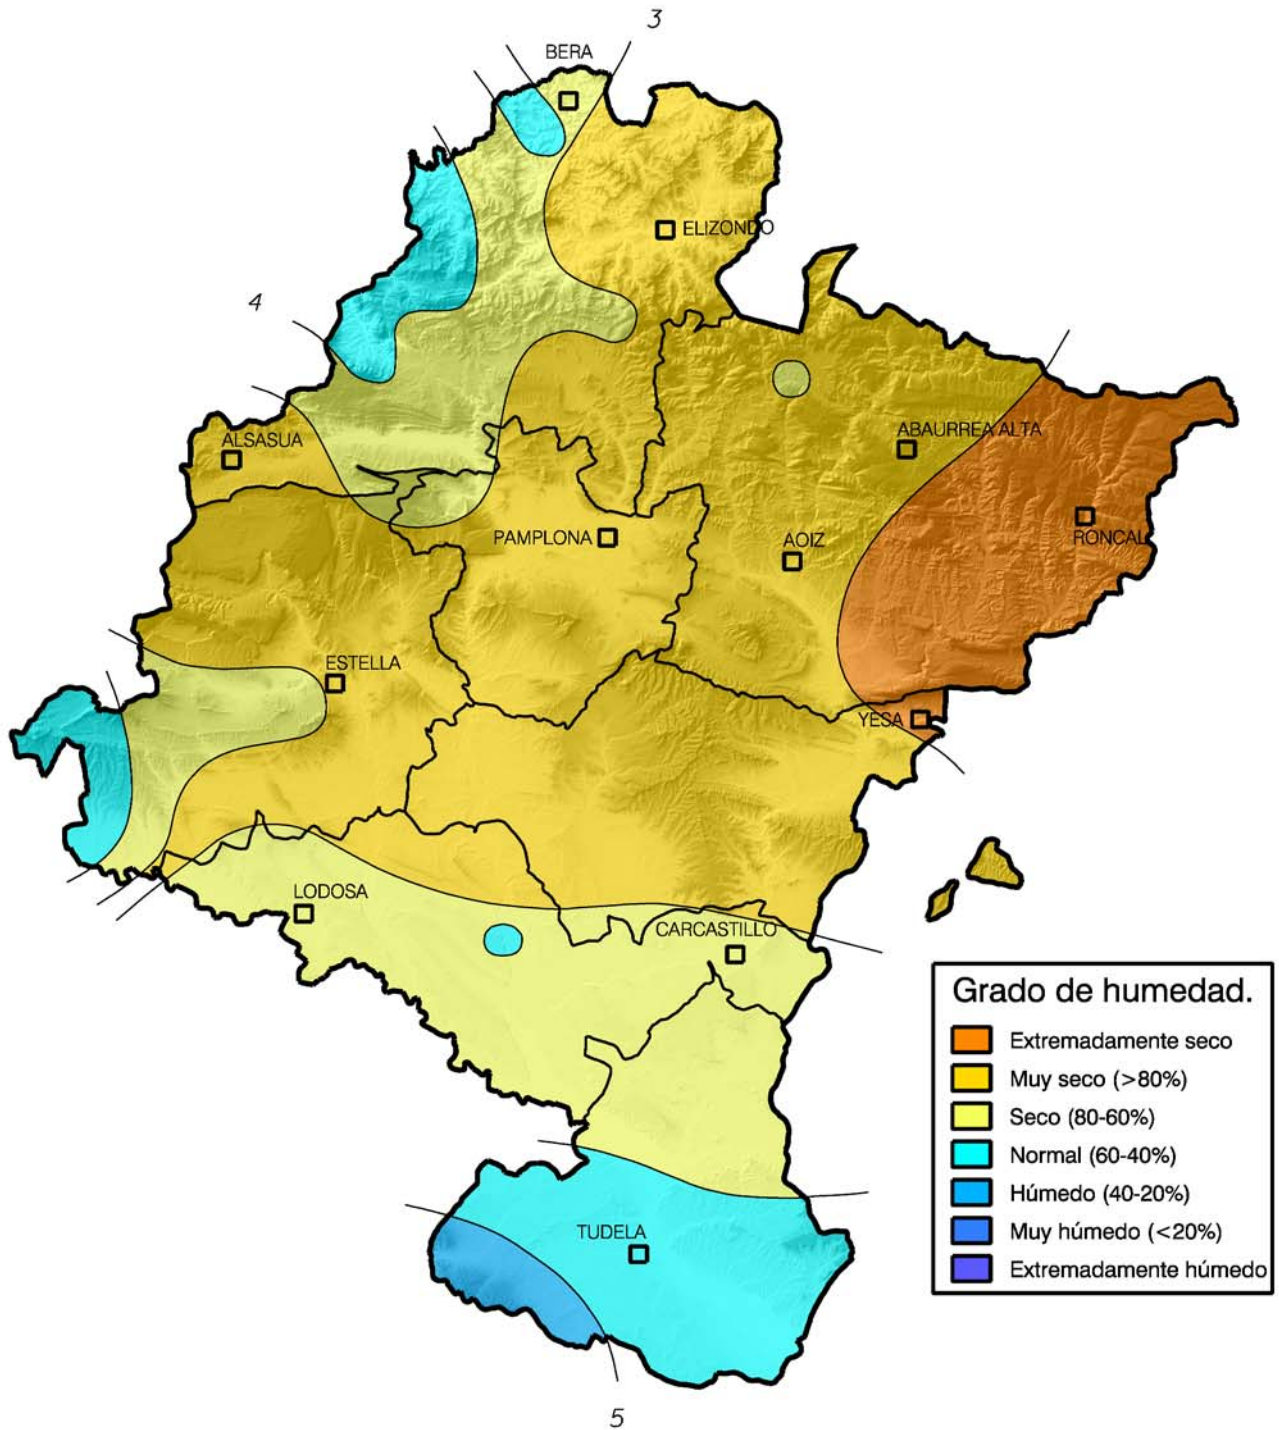 3
BERA
ELIZONDO
4
ALSASUA
ABAURREA ALTA
PAMPLONA
AOIZ
RONCAL
ESTELLA
YESA
LODOSA
CARCASTILLO
TUDELA
5
Grado de humedad.
Extremadamente seco
Muy seco (>80%)
Seco (80-60%)
Normal (60-40%)
Húmedo (40-20%)
Muy húmedo (<20%)
Extremadamente húmedo